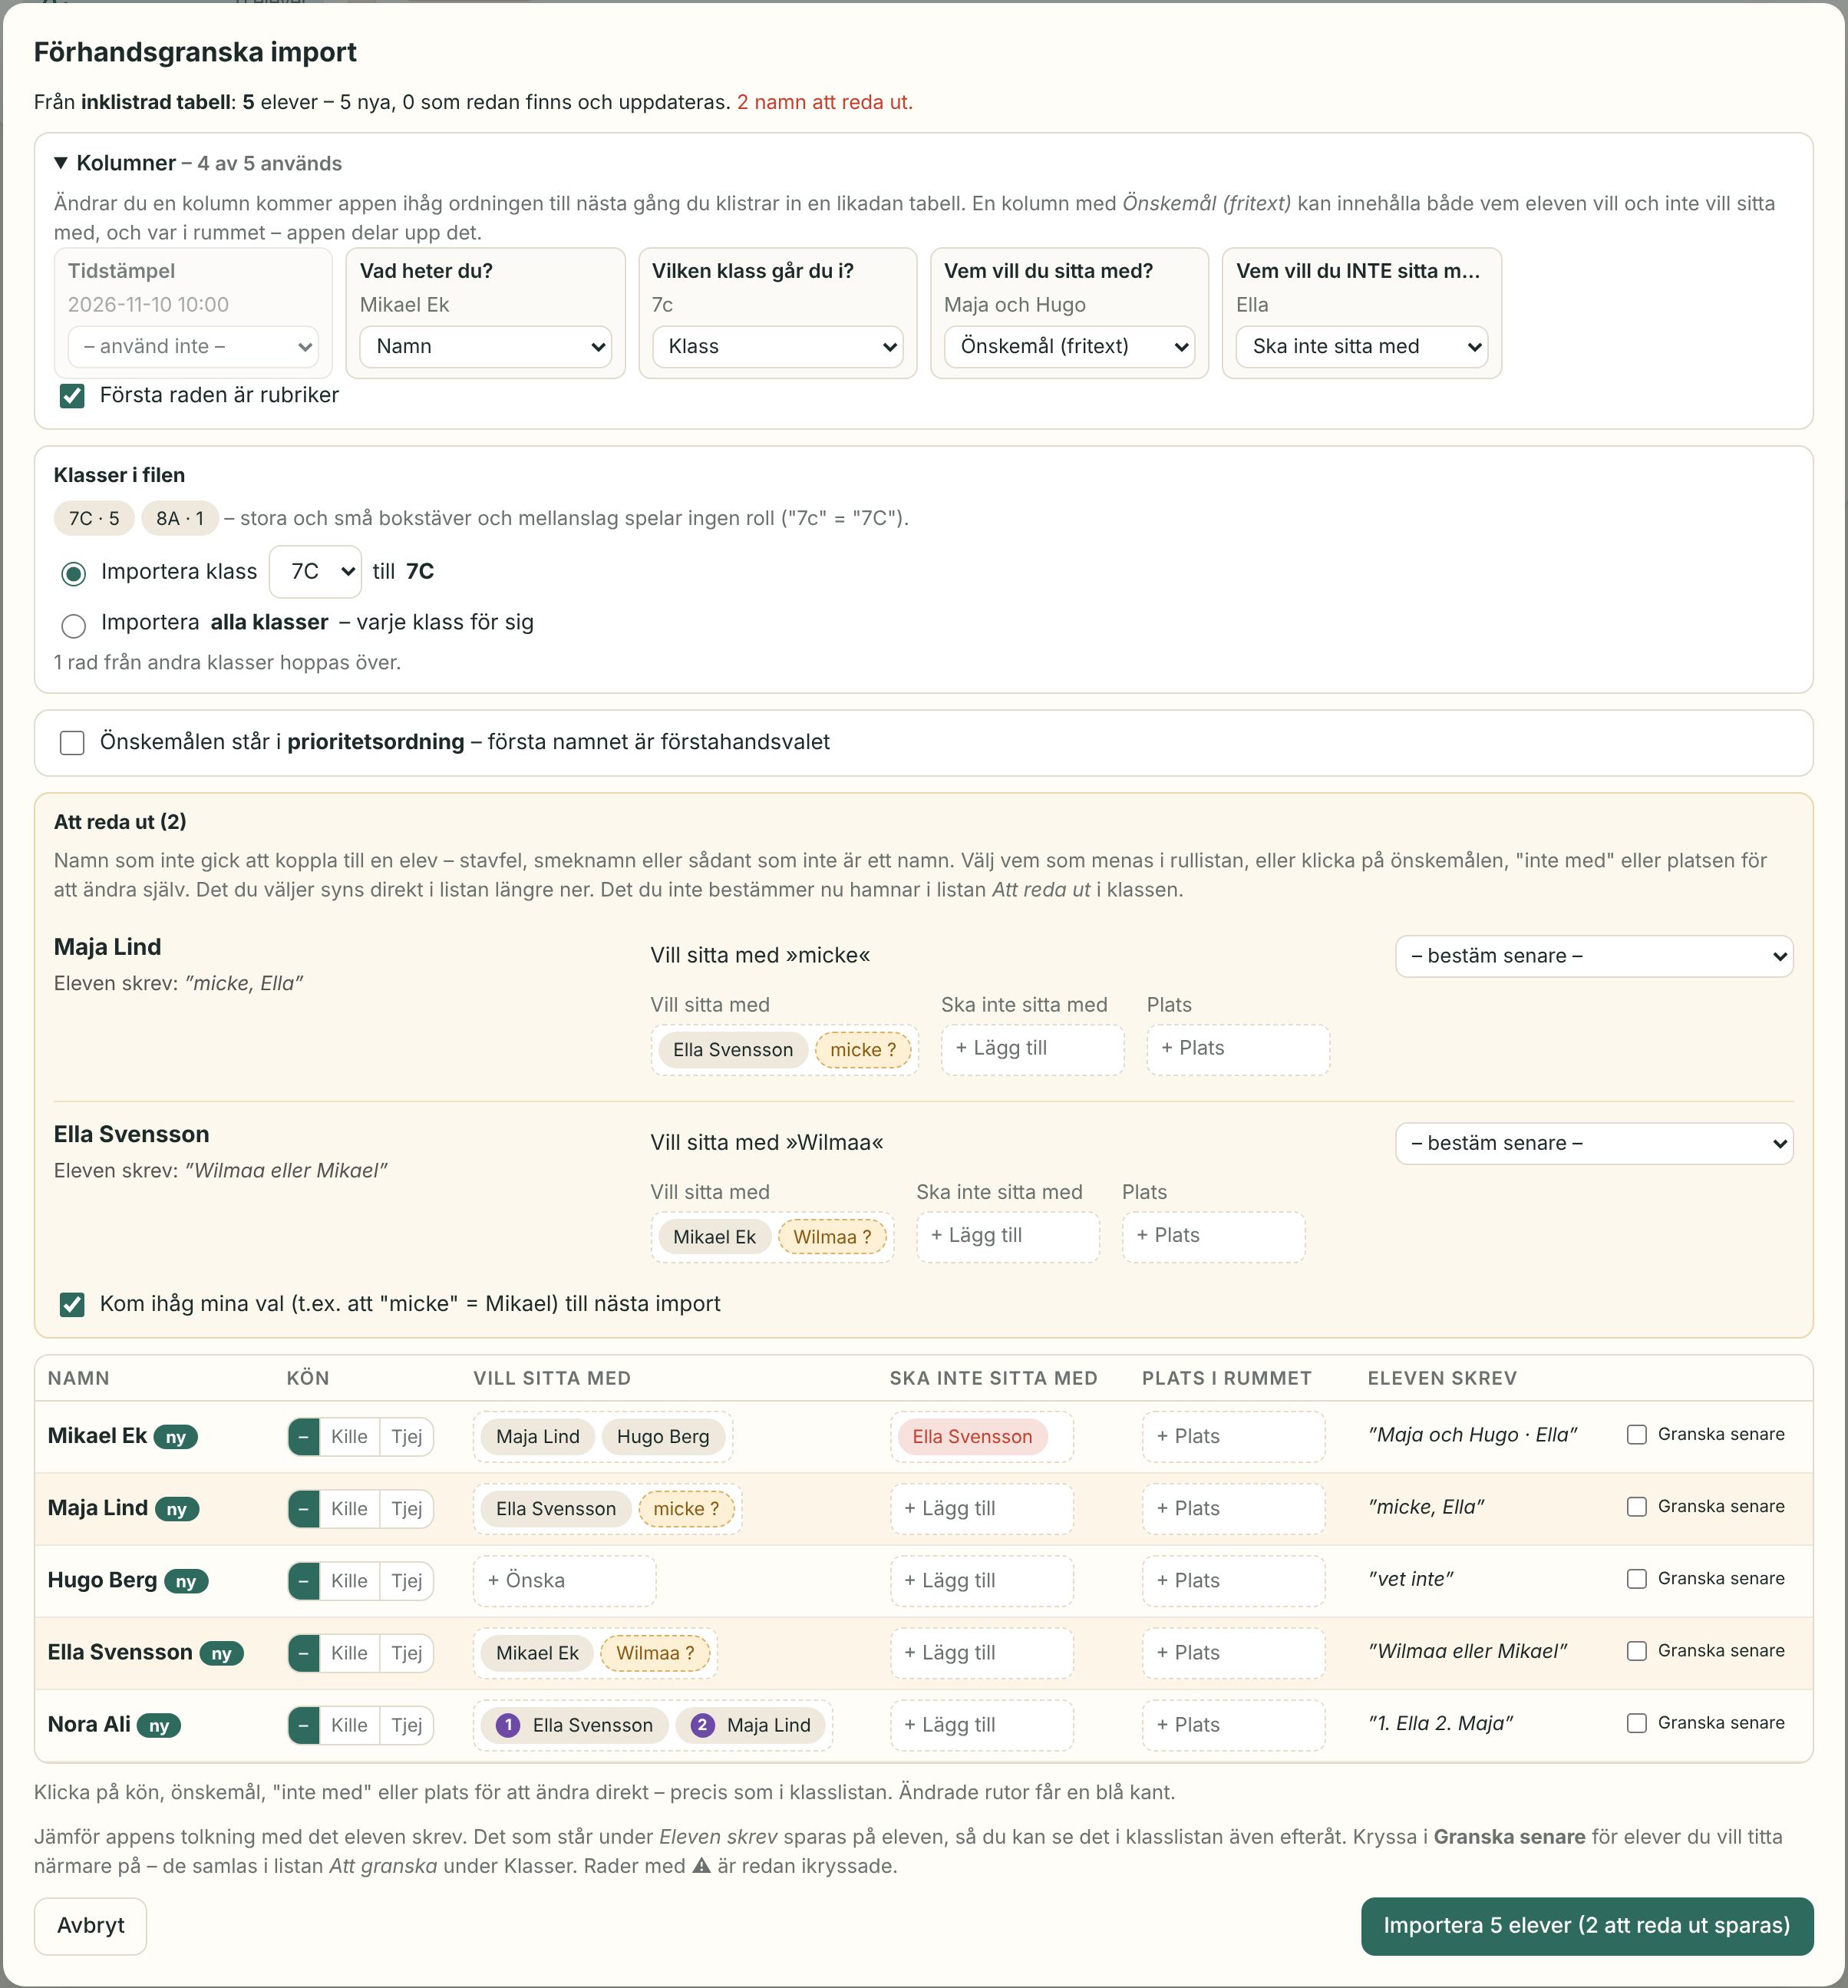 Förhandsgranska import
Från inklistrad tabell: 5 elever – 5 nya, 0 som redan finns och uppdateras. 2 namn att reda ut.
▼ Kolumner – 4 av 5 används
Ändrar du en kolumn kommer appen ihåg ordningen till nästa gång du klistrar in en likadan tabell. En kolumn med Önskemål (fritext) kan innehålla både vem eleven vill och inte vill sitta
med, och var i rummet – appen delar upp det.
Tidstämpel
2026-11-10 10:00
– använd inte –
Vad heter du?
Mikael Ek
Namn
Vilken klass går du i?
7c
Klass
Vem vill du sitta med?
Maja och Hugo
Önskemål (fritext)
Vem vill du INTE sitta m...
Ella
Ska inte sitta med
Första raden är rubriker
Klasser i filen
7C · 5 8A · 1 – stora och små bokstäver och mellanslag spelar ingen roll ("7c" = "7C").
Importera klass 7C till 7C
Importera alla klasser – varje klass för sig
1 rad från andra klasser hoppas över.
Önskemålen står i prioritetsordning – första namnet är förstahandsvalet
Att reda ut (2)
Namn som inte gick att koppla till en elev – stavfel, smeknamn eller sådant som inte är ett namn. Välj vem som menas i rullistan, eller klicka på önskemålen, "inte med" eller platsen för
att ändra själv. Det du väljer syns direkt i listan längre ner. Det du inte bestämmer nu hamnar i listan Att reda ut i klassen.
Maja Lind
Eleven skrev: ”micke, Ella”
Vill sitta med »micke«
– bestäm senare –
Vill sitta med Ska inte sitta med Plats
Ella Svensson micke ? + Lägg till + Plats
Ella Svensson
Eleven skrev: ”Wilmaa eller Mikael”
Vill sitta med »Wilmaa«
– bestäm senare –
Vill sitta med Ska inte sitta med Plats
Mikael Ek Wilmaa ? + Lägg till + Plats
Kom ihåg mina val (t.ex. att "micke" = Mikael) till nästa import
NAMN KÖN VILL SITTA MED SKA INTE SITTA MED PLATS I RUMMET ELEVEN SKREV
Mikael Ek ny – Kille Tjej Maja Lind Hugo Berg Ella Svensson + Plats ”Maja och Hugo · Ella” Granska senare
Maja Lind ny – Kille Tjej Ella Svensson micke ? + Lägg till + Plats ”micke, Ella” Granska senare
Hugo Berg ny – Kille Tjej + Önska + Lägg till + Plats ”vet inte” Granska senare
Ella Svensson ny – Kille Tjej Mikael Ek Wilmaa ? + Lägg till + Plats ”Wilmaa eller Mikael” Granska senare
Nora Ali ny – Kille Tjej 1 Ella Svensson 2 Maja Lind + Lägg till + Plats ”1. Ella 2. Maja” Granska senare
Klicka på kön, önskemål, "inte med" eller plats för att ändra direkt – precis som i klasslistan. Ändrade rutor får en blå kant.
Jämför appens tolkning med det eleven skrev. Det som står under Eleven skrev sparas på eleven, så du kan se det i klasslistan även efteråt. Kryssa i Granska senare för elever du vill titta
närmare på – de samlas i listan Att granska under Klasser. Rader med ⚠ är redan ikryssade.
Avbryt
Importera 5 elever (2 att reda ut sparas)